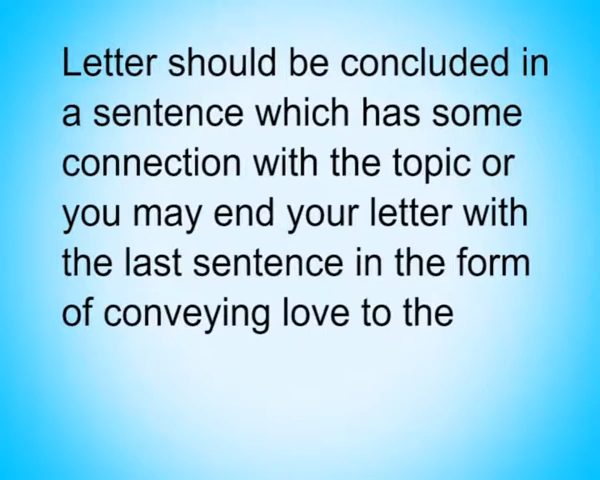 Letter should be concluded in
a sentence which has some
connection with the topic or
you may end your letter with
the last sentence in the form
of conveying love to the